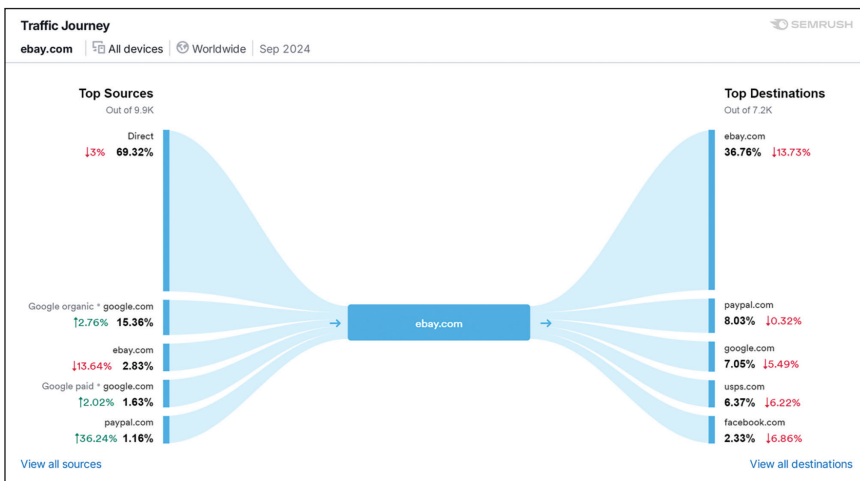 Traffic Journey
SEMRUSH
ebay.com All devices Worldwide Sep 2024
Top Sources
Out of 9.9K
Direct
↓3% 69.32%
Google organic * google.com
↑2.76% 15.36%
ebay.com
↓13.64% 2.83%
Google paid * google.com
↑2.02% 1.63%
paypal.com
↑36.24% 1.16%
View all sources
→ ebay.com →
Top Destinations
Out of 7.2K
ebay.com
36.76% ↓13.73%
paypal.com
8.03% ↓0.32%
google.com
7.05% ↓5.49%
usps.com
6.37% ↓6.22%
facebook.com
2.33% ↓6.86%
View all destinations